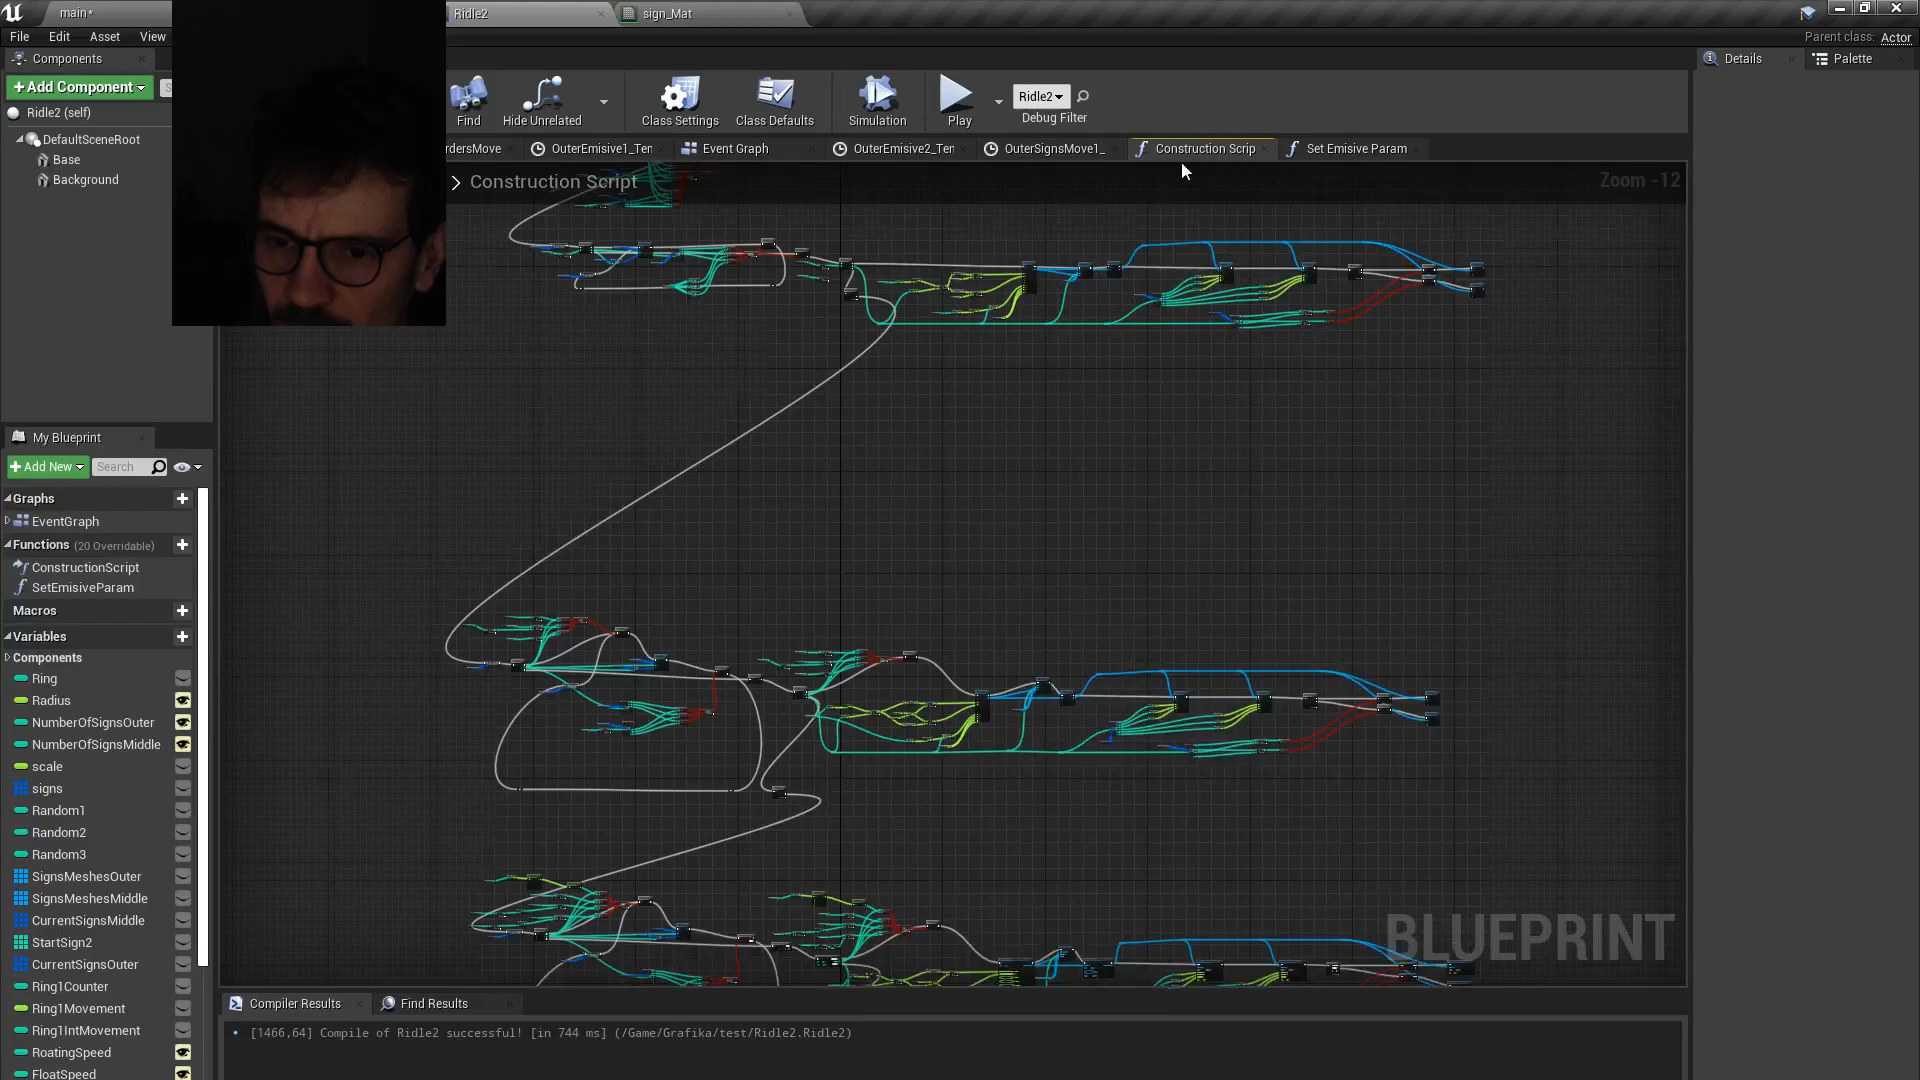 main*
Ridle2
sign_Mat
File
Edit
Asset
View
Parent class: Actor
Components
Details
Palette
Add Component
Ridle2 (self)
DefaultSceneRoot
Base
Background
Find
Hide Unrelated
Class Settings
Class Defaults
Simulation
Play
Ridle2
Debug Filter
rdersMove
OuterEmisive1_Ten
Event Graph
OuterEmisive2_Ten
OuterSignsMove1_
Construction Scrip
Set Emisive Param
Construction Script
Zoom -12
My Blueprint
Add New
Search
Graphs
EventGraph
Functions (20 Overridable)
ConstructionScript
SetEmisiveParam
Macros
Variables
Components
Ring
Radius
NumberOfSignsOuter
NumberOfSignsMiddle
scale
signs
Random1
Random2
Random3
SignsMeshesOuter
SignsMeshesMiddle
CurrentSignsMiddle
StartSign2
CurrentSignsOuter
Ring1Counter
Ring1Movement
Ring1IntMovement
RoatingSpeed
FloatSpeed
BLUEPRINT
Compiler Results
Find Results
[1466,64] Compile of Ridle2 successful! [in 744 ms] (/Game/Grafika/test/Ridle2.Ridle2)